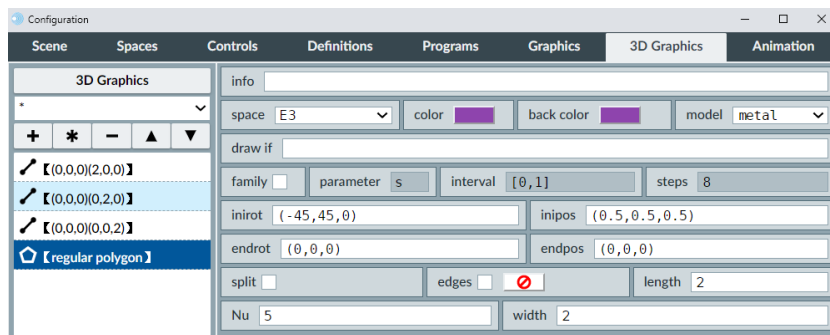 Configuration
Scene Spaces Controls Definitions Programs Graphics 3D Graphics Animation
3D Graphics
*
+ * − ▲ ▼
【(0,0,0)(2,0,0)】
【(0,0,0)(0,2,0)】
【(0,0,0)(0,0,2)】
【regular polygon】
info
space E3 color back color model metal
draw if
family parameter s interval [0,1] steps 8
inirot (-45,45,0) inipos (0.5,0.5,0.5)
endrot (0,0,0) endpos (0,0,0)
split edges length 2
Nu 5 width 2